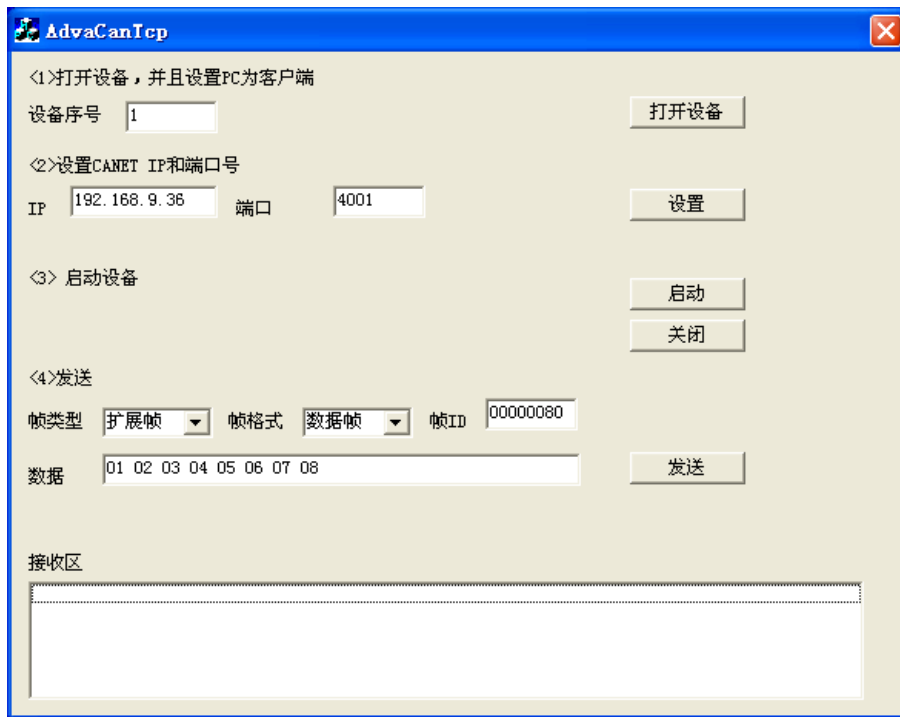 AdvaCanTcp
<1>打开设备，并且设置PC为客户端
设备序号 1 打开设备
<2>设置CANET IP和端口号
IP 192.168.9.36 端口 4001 设置
<3> 启动设备
启动
关闭
<4>发送
帧类型 扩展帧 帧格式 数据帧 帧ID 00000080
数据 01 02 03 04 05 06 07 08 发送
接收区